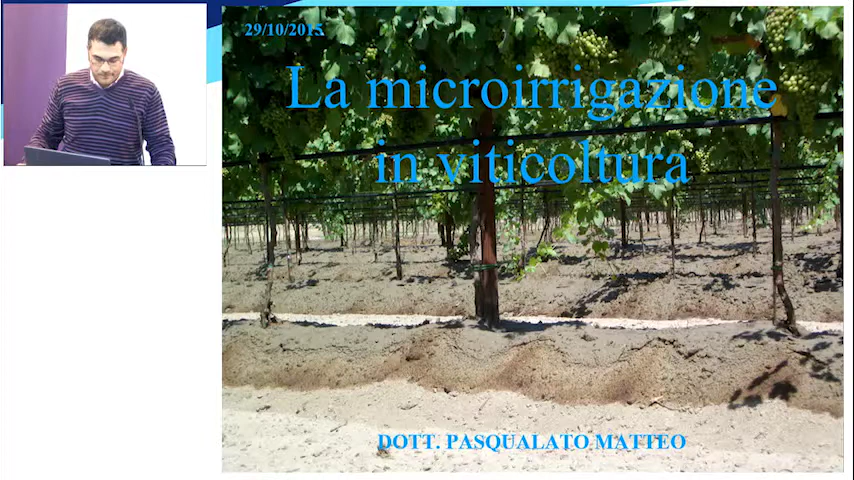 29/10/2015
La microirrigazione
in viticoltura
DOTT. PASQUALATO MATTEO